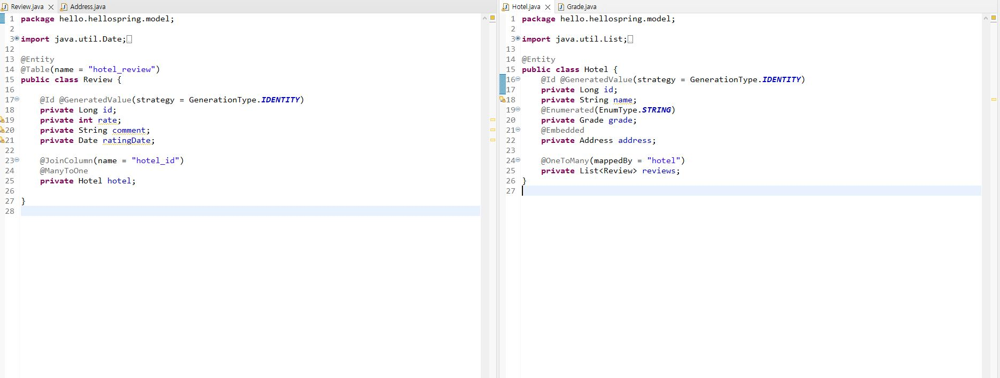 Review.java
Address.java
1 package hello.hellospring.model;
2
3 import java.util.Date;
12
13 @Entity
14 @Table(name = "hotel_review")
15 public class Review {
16
17 @Id @GeneratedValue(strategy = GenerationType.IDENTITY)
18 private Long id;
19 private int rate;
20 private String comment;
21 private Date ratingDate;
22
23 @JoinColumn(name = "hotel_id")
24 @ManyToOne
25 private Hotel hotel;
26
27 }
28
Hotel.java
Grade.java
1 package hello.hellospring.model;
2
3 import java.util.List;
13
14 @Entity
15 public class Hotel {
16 @Id @GeneratedValue(strategy = GenerationType.IDENTITY)
17 private Long id;
18 private String name;
19 @Enumerated(EnumType.STRING)
20 private Grade grade;
21 @Embedded
22 private Address address;
23
24 @OneToMany(mappedBy = "hotel")
25 private List<Review> reviews;
26 }
27